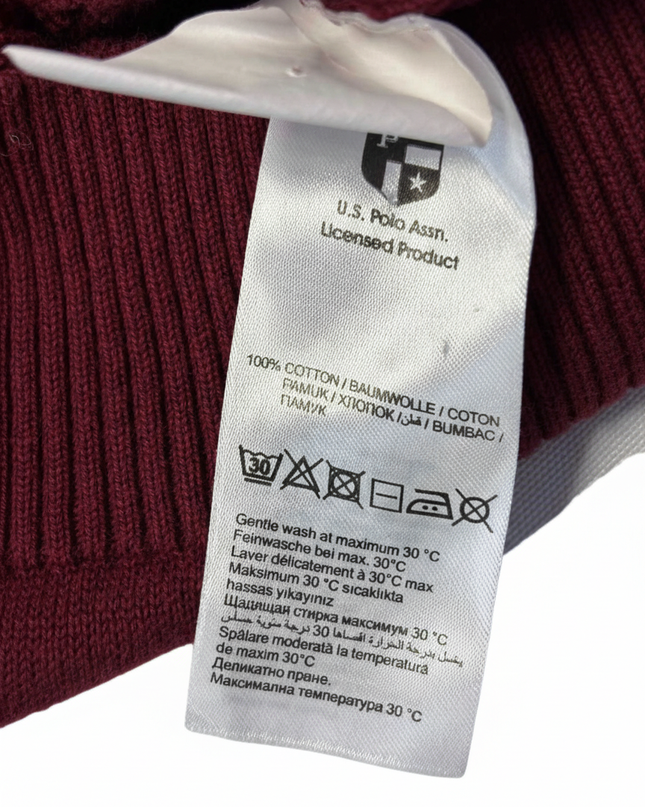 P
U.S. Polo Assn.
Licensed Product
100% COTTON / BAUMWOLLE / COTON
PAMUK / ХЛОПОК / قطن / BUMBAC /
ПАМУК
30
Gentle wash at maximum 30 °C
Feinwasche bei max. 30°C
Laver délicatement à 30°C max
Maksimum 30 °C sıcaklıkta
hassas yıkayınız
Щадящая стирка максимум 30 °C
يغسل بدرجة الحرارة اقصاها 30 درجة مئوية حساس
Spălare moderată la temperatură
de maxim 30°C
Деликатно пране.
Максимална температура 30 °C